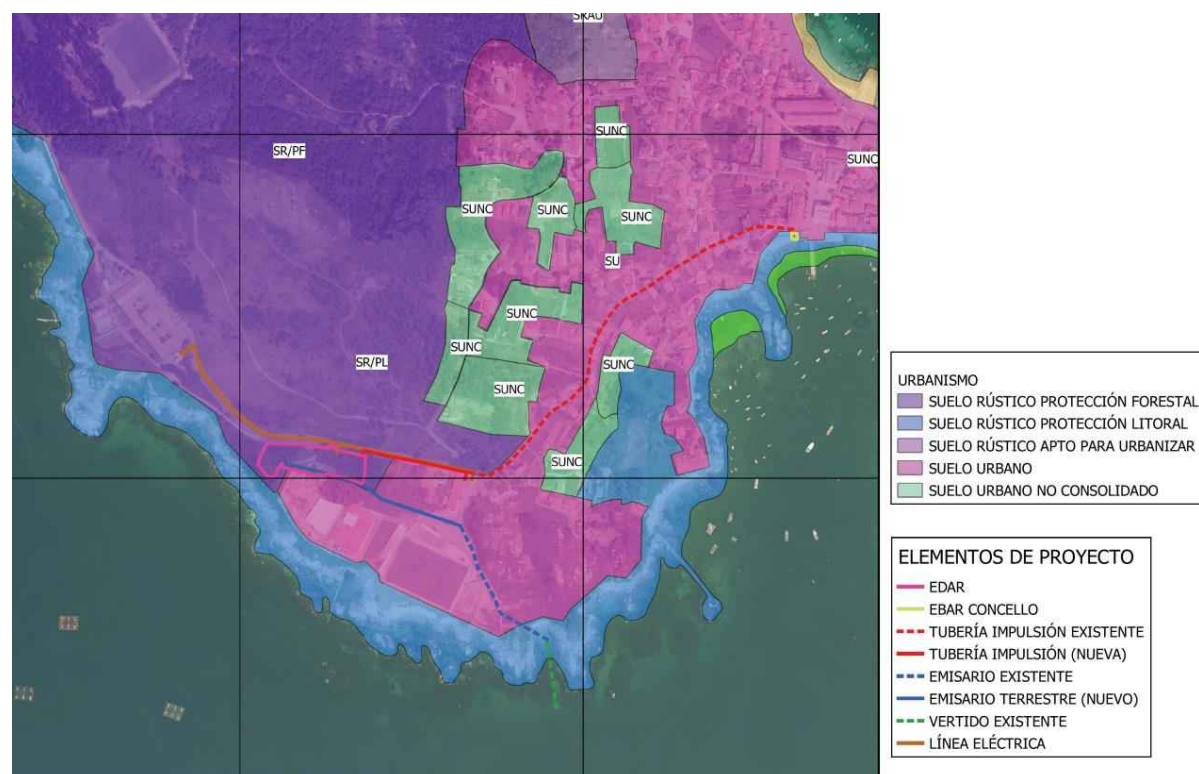 SRAU
SUNC
SUNC
SR/PF
SUNC
SUNC
SUNC
SU
SUNC
SUNC
SR/PL
SUNC
SUNC
SUNC
URBANISMO
SUELO RÚSTICO PROTECCIÓN FORESTAL
SUELO RÚSTICO PROTECCIÓN LITORAL
SUELO RÚSTICO APTO PARA URBANIZAR
SUELO URBANO
SUELO URBANO NO CONSOLIDADO
ELEMENTOS DE PROYECTO
EDAR
EBAR CONCELLO
TUBERÍA IMPULSIÓN EXISTENTE
TUBERÍA IMPULSIÓN (NUEVA)
EMISARIO EXISTENTE
EMISARIO TERRESTRE (NUEVO)
VERTIDO EXISTENTE
LÍNEA ELÉCTRICA